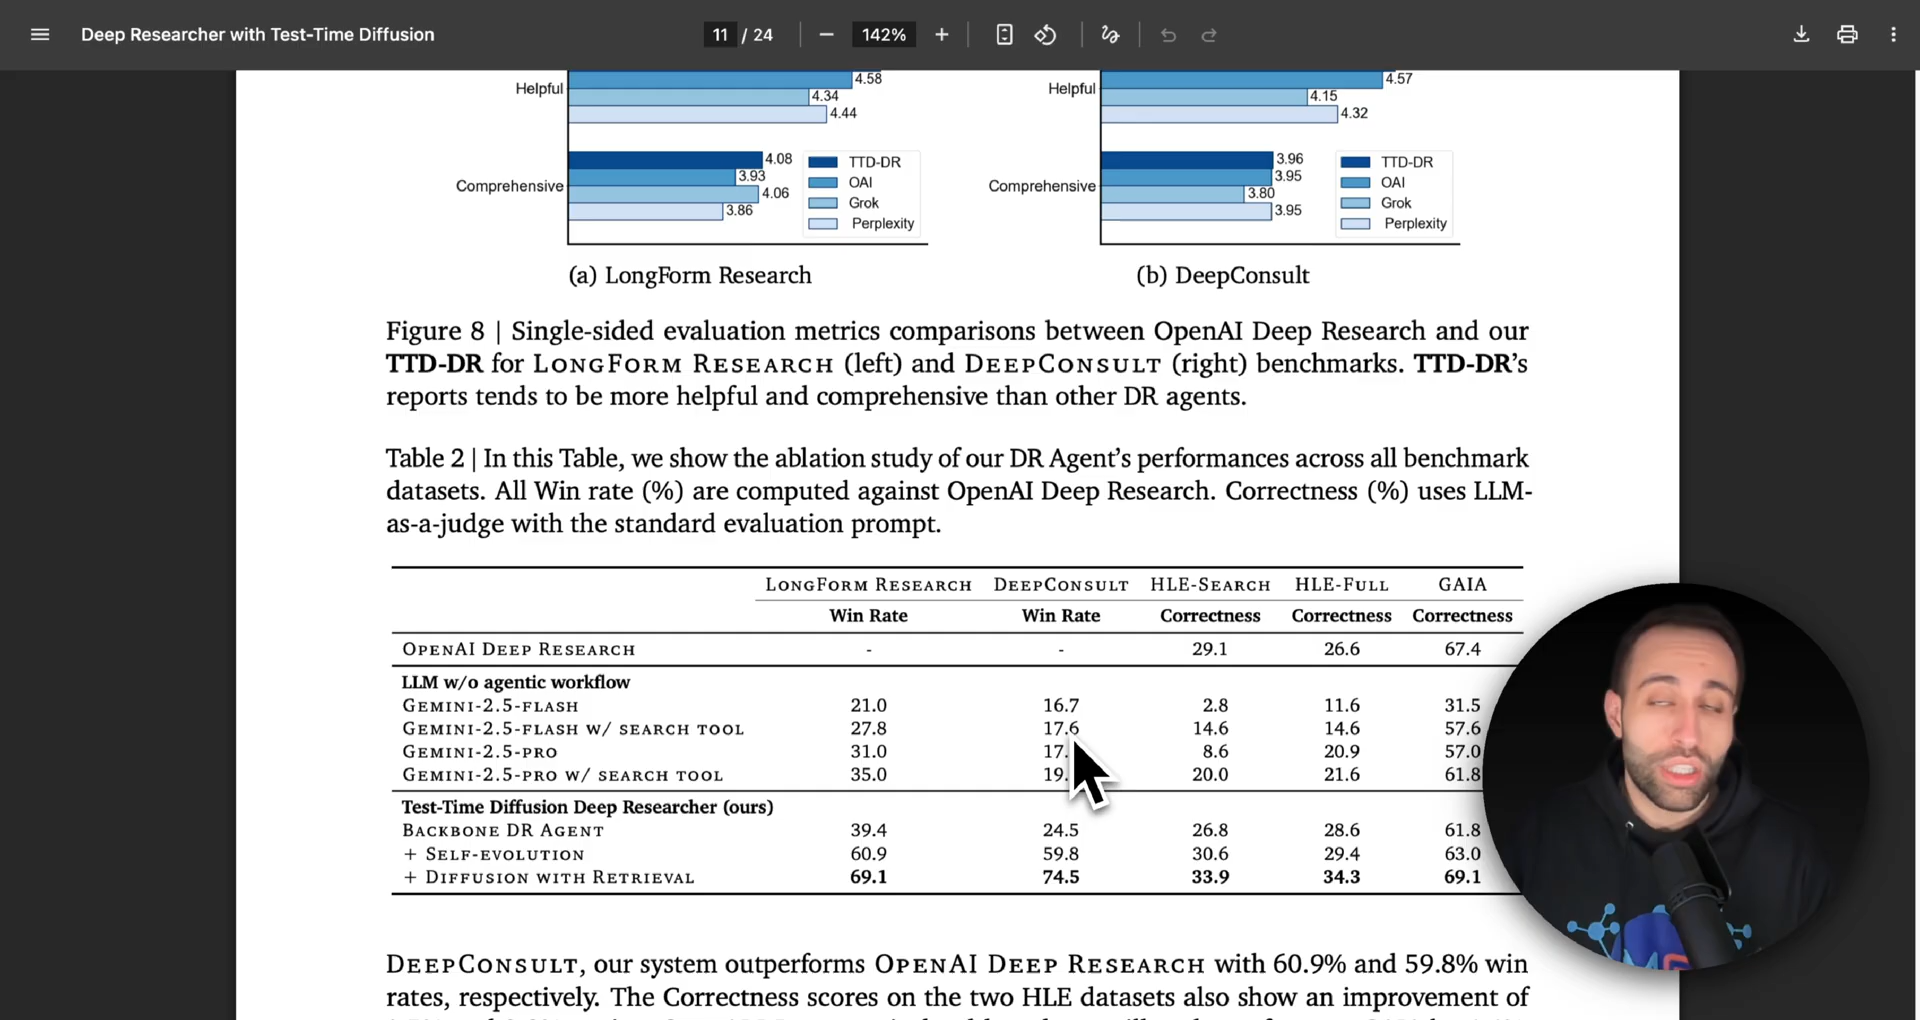 Deep Researcher with Test-Time Diffusion
11 / 24
142%
Helpful 4.58
4.34
4.44
Comprehensive 4.08
3.93
4.06
3.86
TTD-DR
OAI
Grok
Perplexity
(a) LongForm Research
Helpful 4.57
4.15
4.32
Comprehensive 3.96
3.95
3.80
3.95
TTD-DR
OAI
Grok
Perplexity
(b) DeepConsult
Figure 8 | Single-sided evaluation metrics comparisons between OpenAI Deep Research and our
TTD-DR for LongForm Research (left) and DeepConsult (right) benchmarks. TTD-DR's
reports tends to be more helpful and comprehensive than other DR agents.
Table 2 | In this Table, we show the ablation study of our DR Agent's performances across all benchmark
datasets. All Win rate (%) are computed against OpenAI Deep Research. Correctness (%) uses LLM-
as-a-judge with the standard evaluation prompt.
LongForm Research DeepConsult HLE-Search HLE-Full GAIA
Win Rate Win Rate Correctness Correctness Correctness
OpenAI Deep Research - - 29.1 26.6 67.4
LLM w/o agentic workflow
Gemini-2.5-flash 21.0 16.7 2.8 11.6 31.5
Gemini-2.5-flash w/ search tool 27.8 17.6 14.6 14.6 57.6
Gemini-2.5-pro 31.0 17. 8.6 20.9 57.0
Gemini-2.5-pro w/ search tool 35.0 19. 20.0 21.6 61.8
Test-Time Diffusion Deep Researcher (ours)
Backbone DR Agent 39.4 24.5 26.8 28.6 61.8
+ Self-evolution 60.9 59.8 30.6 29.4 63.0
+ Diffusion with Retrieval 69.1 74.5 33.9 34.3 69.1
DeepConsult, our system outperforms OpenAI Deep Research with 60.9% and 59.8% win
rates, respectively. The Correctness scores on the two HLE datasets also show an improvement of